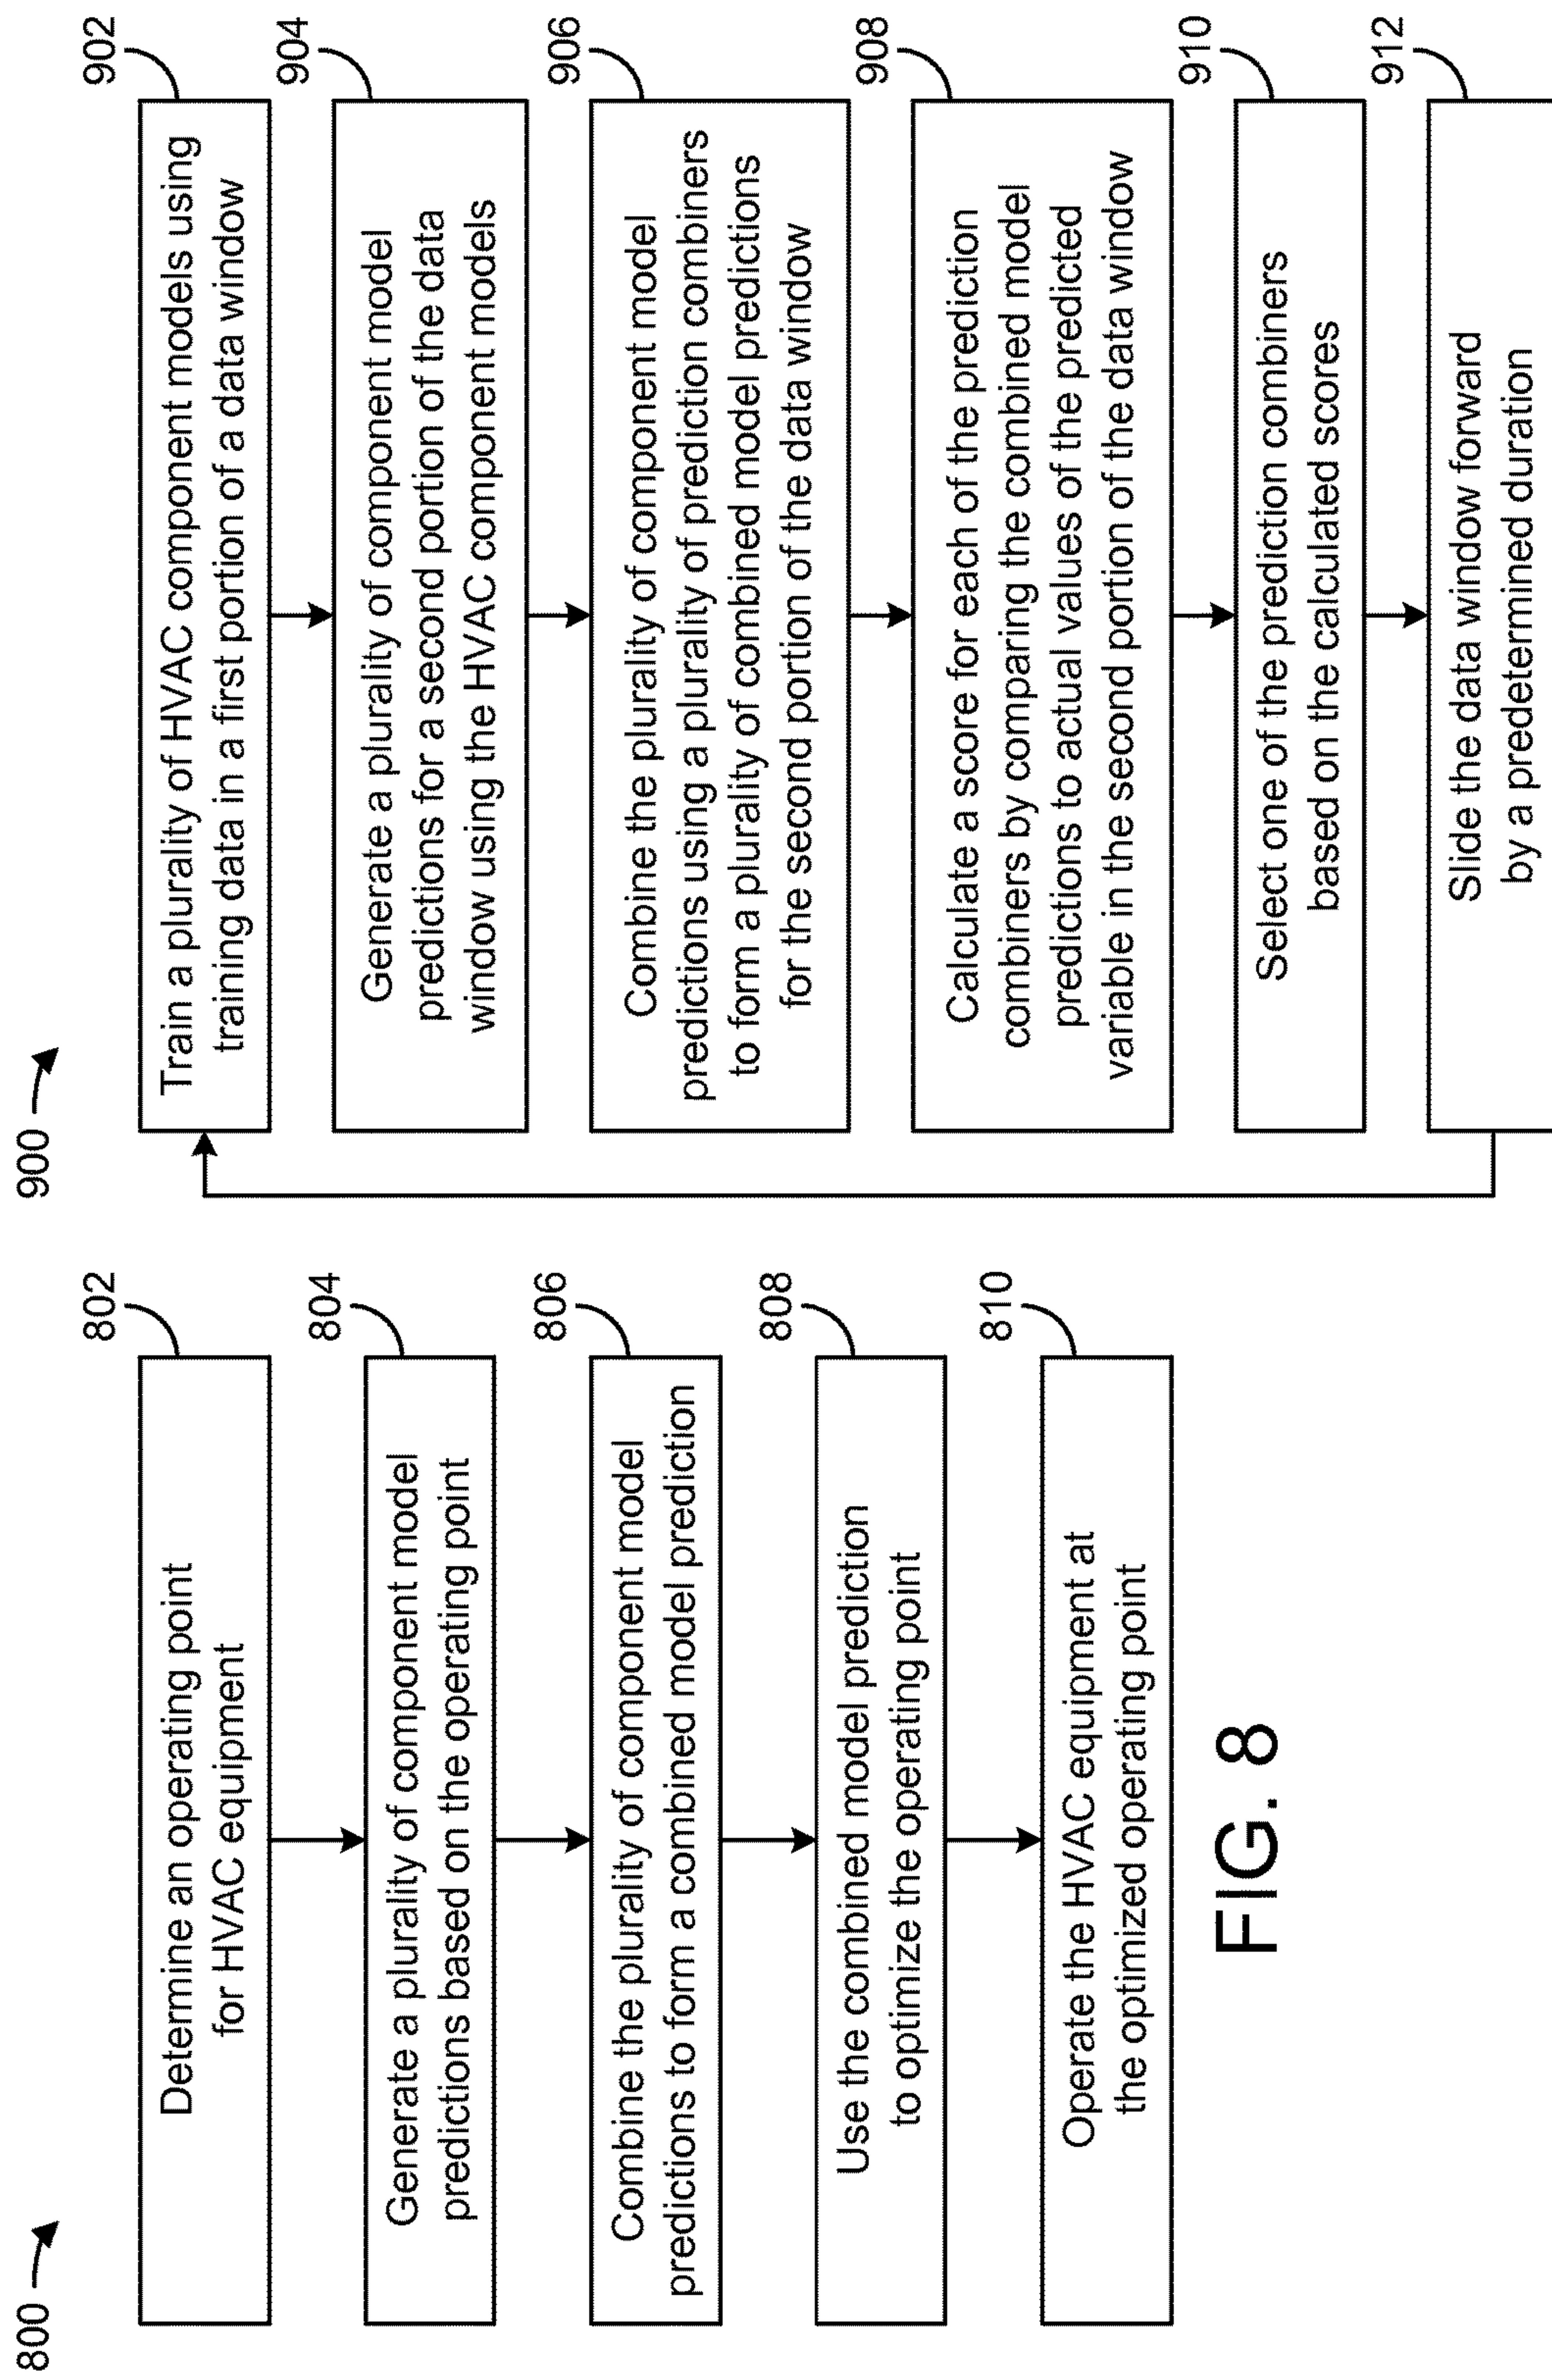 800
802
Determine an operating point
for HVAC equipment
804
Generate a plurality of component model
predictions based on the operating point
806
Combine the plurality of component model
predictions to form a combined model prediction
808
Use the combined model prediction
to optimize the operating point
810
Operate the HVAC equipment at
the optimized operating point
FIG. 8
900
902
Train a plurality of HVAC component models using
training data in a first portion of a data window
904
Generate a plurality of component model
predictions for a second portion of the data
window using the HVAC component models
906
Combine the plurality of component model
predictions using a plurality of prediction combiners
to form a plurality of combined model predictions
for the second portion of the data window
908
Calculate a score for each of the prediction
combiners by comparing the combined model
predictions to actual values of the predicted
variable in the second portion of the data window
910
Select one of the prediction combiners
based on the calculated scores
912
Slide the data window forward
by a predetermined duration